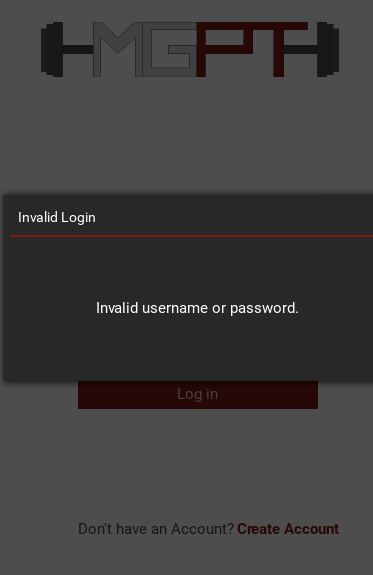 MGPT
Invalid Login
Invalid username or password.
Log in
Don't have an Account? Create Account